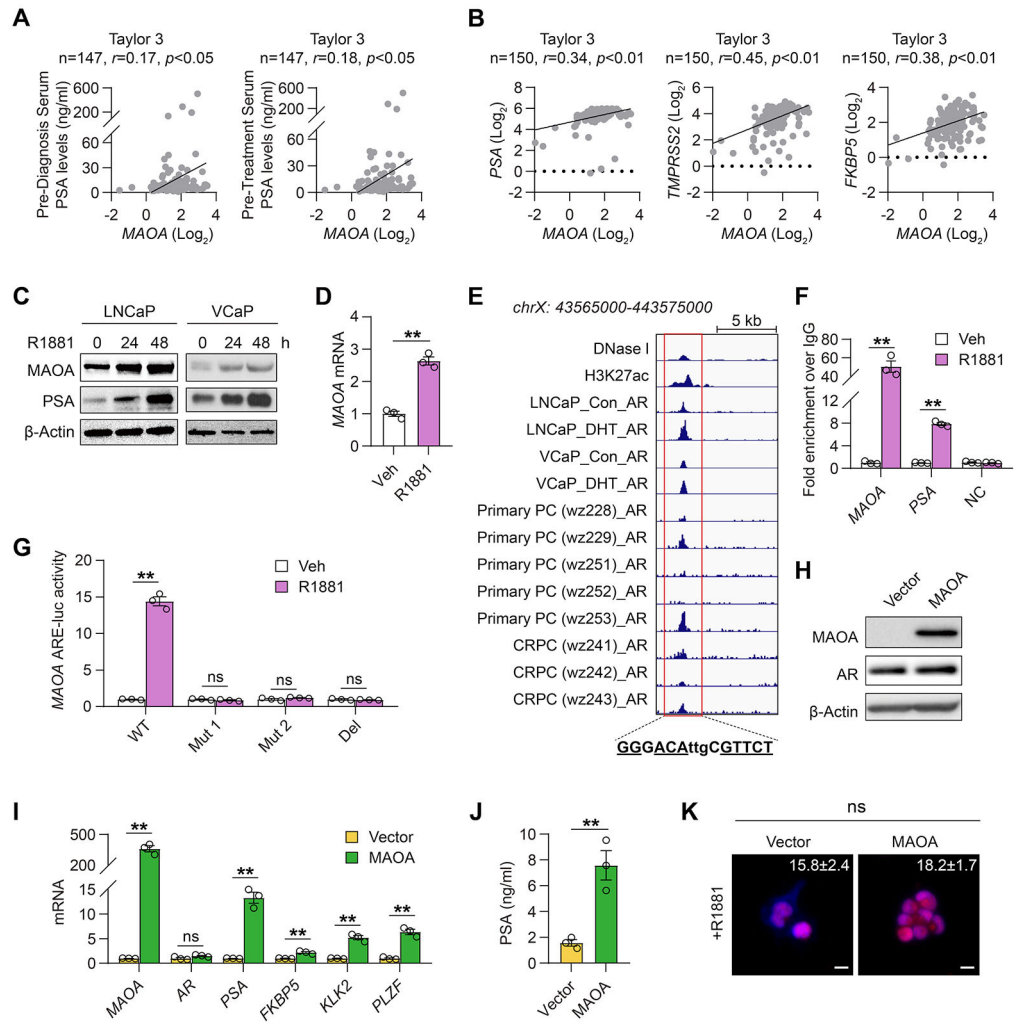 A
Taylor 3
n=147, r=0.17, p<0.05
Pre-Diagnosis Serum
PSA levels (ng/ml)
600
200
60
30
0
-2 0 2 4
MAOA (Log2)
Taylor 3
n=147, r=0.18, p<0.05
Pre-Treatment Serum
PSA levels (ng/ml)
600
200
60
30
0
-2 0 2 4
MAOA (Log2)
B
Taylor 3
n=150, r=0.34, p<0.01
PSA (Log2)
8
6
4
2
0
-2
-2 0 2 4
MAOA (Log2)
Taylor 3
n=150, r=0.45, p<0.01
TMPRSS2 (Log2)
6
4
2
0
-2
-2 0 2 4
MAOA (Log2)
Taylor 3
n=150, r=0.38, p<0.01
FKBP5 (Log2)
4
2
0
-2
-2 0 2 4
MAOA (Log2)
C
LNCaP VCaP
R1881 0 24 48 0 24 48 h
MAOA
PSA
β-Actin
D
MAOA mRNA
4
3
2
1
0
**
Veh
R1881
E
chrX: 43565000-443575000
5 kb
DNase I
H3K27ac
LNCaP_Con_AR
LNCaP_DHT_AR
VCaP_Con_AR
VCaP_DHT_AR
Primary PC (wz228)_AR
Primary PC (wz229)_AR
Primary PC (wz251)_AR
Primary PC (wz252)_AR
Primary PC (wz253)_AR
CRPC (wz241)_AR
CRPC (wz242)_AR
CRPC (wz243)_AR
GGGACAttgCGTTCT
F
Veh
R1881
Fold enrichment over IgG
80
60
40
20
12
8
4
0
**
**
MAOA
PSA
NC
G
Veh
R1881
MAOA ARE-luc activity
20
15
10
5
0
**
ns
ns
ns
WT
Mut 1
Mut 2
Del
H
Vector
MAOA
MAOA
AR
β-Actin
I
Vector
MAOA
mRNA
500
200
15
10
5
0
**
ns
**
**
**
**
MAOA
AR
PSA
FKBP5
KLK2
PLZF
J
PSA (ng/ml)
10
8
6
4
2
0
**
Vector
MAOA
K
ns
Vector MAOA
+R1881
15.8±2.4 18.2±1.7